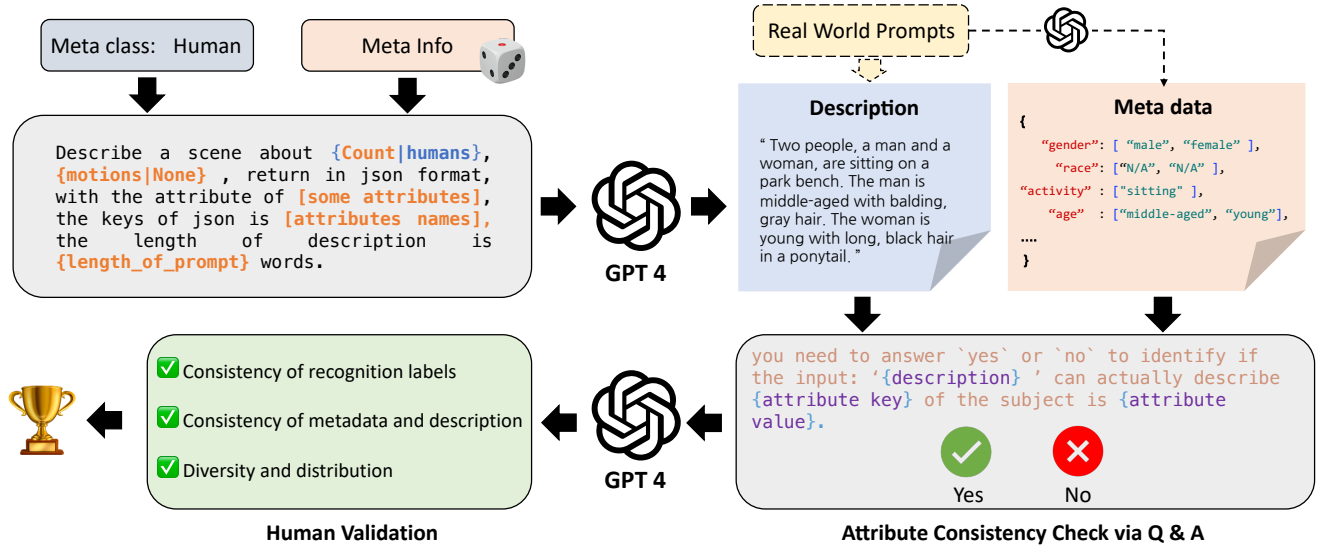 Meta class:  Human
Meta Info
Describe a scene about {Count|humans},
{motions|None} , return in json format,
with the attribute of [some attributes],
the keys of json is [attributes names],
the length of description is
{length_of_prompt} words.
GPT 4
Real World Prompts
Description
“ Two people, a man and a
woman, are sitting on a
park bench. The man is
middle-aged with balding,
gray hair. The woman is
young with long, black hair
in a ponytail. ”
Meta data
{
“gender”: [ “male”, “female” ],
“race”: [“N/A”, “N/A” ],
“activity” : ["sitting" ],
“age” : [“middle-aged”, “young”],
....
}
you need to answer `yes` or `no` to identify if
the input: ‘{description} ’ can actually describe
{attribute key} of the subject is {attribute
value}.
Yes
No
Attribute Consistency Check via Q & A
GPT 4
Consistency of recognition labels
Consistency of metadata and description
Diversity and distribution
Human Validation